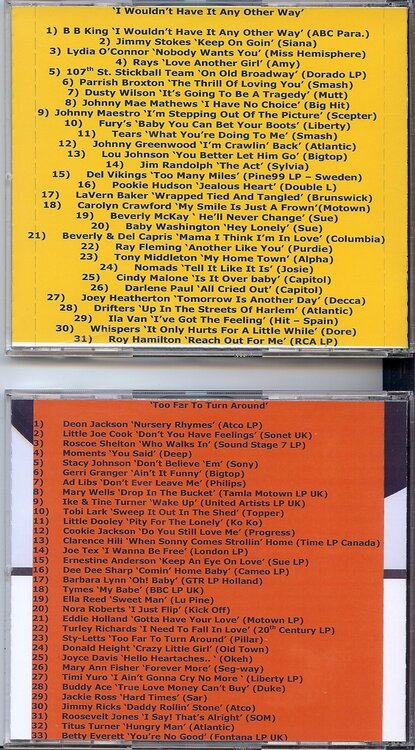 'I Wouldn't Have It Any Other Way'
1) B B King 'I Wouldn't Have It Any Other Way' (ABC Para.)
2) Jimmy Stokes 'Keep On Goin' (Siana)
3) Lydia O'Connor 'Nobody Wants You' (Miss Hemisphere)
4) Rays 'Love Another Girl' (Amy)
5) 107th St. Stickball Team 'On Old Broadway' (Dorado LP)
6) Parrish Broxton 'The Thrill Of Loving You' (Smash)
7) Dusty Wilson 'It's Going To Be A Tragedy' (Mutt)
8) Johnny Mae Mathews 'I Have No Choice' (Big Hit)
9) Johnny Maestro 'I'm Stepping Out Of The Picture' (Scepter)
10) Fury's 'Baby You Can Bet Your Boots' (Liberty)
11) Tears 'What You're Doing To Me' (Smash)
12) Johnny Greenwood 'I'm Crawlin' Back' (Atlantic)
13) Lou Johnson 'You Better Let Him Go' (Bigtop)
14) Jim Randolph 'The Act' (Sylvia)
15) Del Vikings 'Too Many Miles' (Pine99 LP – Sweden)
16) Pookie Hudson 'Jealous Heart' (Double L)
17) LaVern Baker 'Wrapped Tied And Tangled' (Brunswick)
18) Carolyn Crawford 'My Smile Is Just A Frown'(Motown)
19) Beverly McKay ' He'll Never Change' (Sue)
20) Baby Washington 'Hey Lonely' (Sue)
21) Beverly & Del Capris 'Mama I Think I'm In Love' (Columbia)
22) Ray Fleming 'Another Like You' (Purdie)
23) Tony Middleton 'My Home Town' (Alpha)
24) Nomads 'Tell It Like It Is' (Josie)
25) Cindy Malone 'Is It Over baby' (Capitol)
26) Darlene Paul 'All Cried Out' (Capitol)
27) Joey Heatherton 'Tomorrow Is Another Day' (Decca)
28) Drifters 'Up In The Streets Of Harlem' (Atlantic)
29) Ila Van 'I've Got The Feeling' (Hit – Spain)
30) Whispers 'It Only Hurts For A Little While' (Dore)
31) Roy Hamilton 'Reach Out For Me' (RCA LP)
'Too Far To Turn Around'
1) Deon Jackson 'Nursery Rhymes' (Atco LP)
2) Little Joe Cook 'Don't You Have Feelings' (Sonet UK)
3) Roscoe Shelton 'Who Walks In' (Sound Stage 7 LP)
4) Moments 'You Said' (Deep)
5) Stacy Johnson 'Don't Believe 'Em' (Sony)
6) Gerri Granger 'Ain't It Funny' (Bigtop)
7) Ad Libs 'Don't Ever Leave Me' (Philips)
8) Mary Wells 'Drop In The Bucket' (Tamla Motown LP UK)
9) Ike & Tine Turner 'Wake Up' (United Artists LP UK)
10) Tobi Lark 'Sweep It Out In The Shed' (Topper)
11) Little Dooley 'Pity For The Lonely' (Ko Ko)
12) Cookie Jackson 'Do You Still Love Me' (Progress)
13) Clarence Hill 'When Sonny Comes Strollin' Home (Time LP Canada)
14) Joe Tex 'I Wanna Be Free' (London LP)
15) Ernestine Anderson 'Keep An Eye On Love' (Sue LP)
16) Dee Dee Sharp 'Comin' Home Baby' (Cameo LP)
17) Barbara Lynn 'Oh! Baby' (GTR LP Holland)
18) Tymes 'My Babe' (BBC LP UK)
19) Ella Reed 'Sweet Man' (Lu Pine)
20) Nora Roberts 'I Just Flip' (Kick Off)
21) Eddie Holland 'Gotta Have Your Love' (Motown LP)
22) Turley Richards 'I Need To Fall In Love' (20th Century LP)
23) Sty-Letts 'Too Far To Turn Around' (Pillar)
24) Donald Height 'Crazy Little Girl' (Old Town)
25) Joyce Davis 'Hello Heartaches.. ' (Okeh)
26) Mary Ann Fisher 'Forever More' (Seg-way)
27) Timi Yuro 'I Ain't Gonna Cry No More ' (Liberty LP)
28) Buddy Ace 'True Love Money Can't Buy' (Duke)
29) Jackie Ross 'Hard Times' (Sar)
30) Jimmy Ricks 'Daddy Rollin' Stone' (Atco)
31) Roosevelt Jones 'I Say! That's Alright' (SOM)
32) Titus Turner 'Hungry Man' (Atlantic)
33) Betty Everett 'You're No Good' (Fontana LP UK)